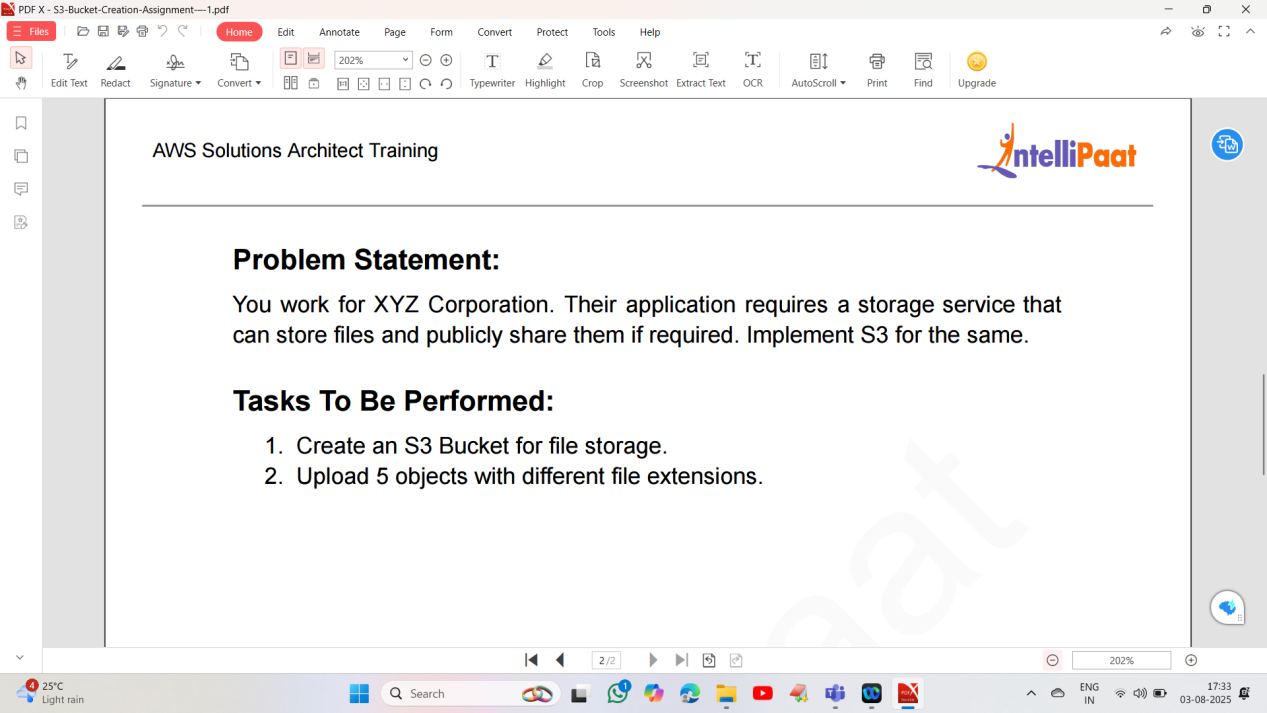 PDF X - S3-Bucket-Creation-Assignment-—-1.pdf
Files
Home Edit Annotate Page Form Convert Protect Tools Help
202%
Edit Text Redact Signature Convert Typewriter Highlight Crop Screenshot Extract Text OCR AutoScroll Print Find Upgrade
AWS Solutions Architect Training
IntelliPaat
Problem Statement:
You work for XYZ Corporation. Their application requires a storage service that
can store files and publicly share them if required. Implement S3 for the same.
Tasks To Be Performed:
1. Create an S3 Bucket for file storage.
2. Upload 5 objects with different file extensions.
aat
2 /2
202%
4
25°C
Light rain
Search
1
ENG
IN
17:33
03-08-2025